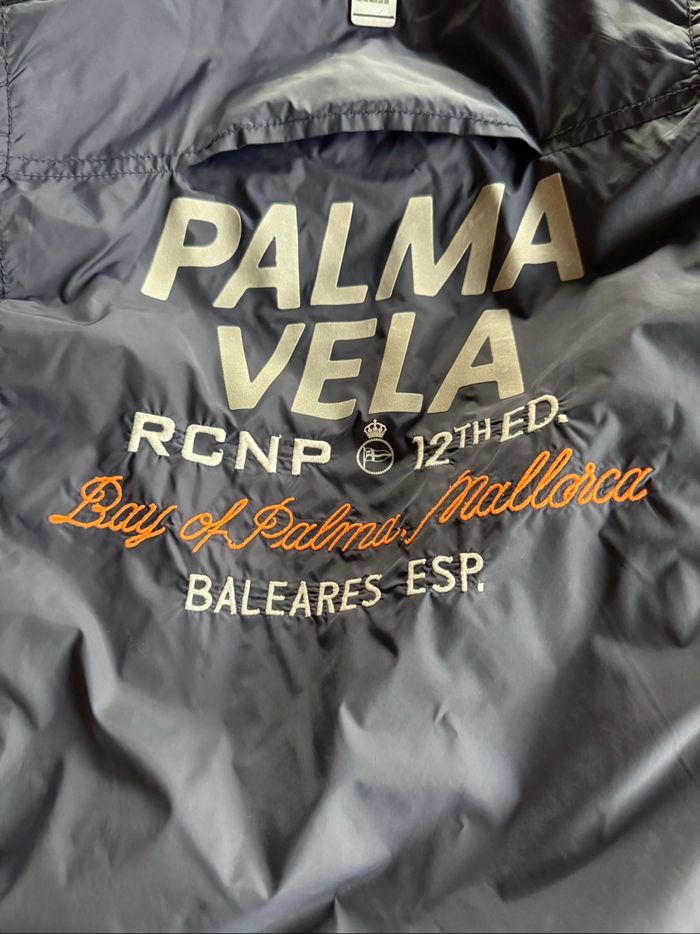 PALMA
VELA
RCNP 12TH ED.
Bay of Palma, Mallorca
BALEARES ESP.